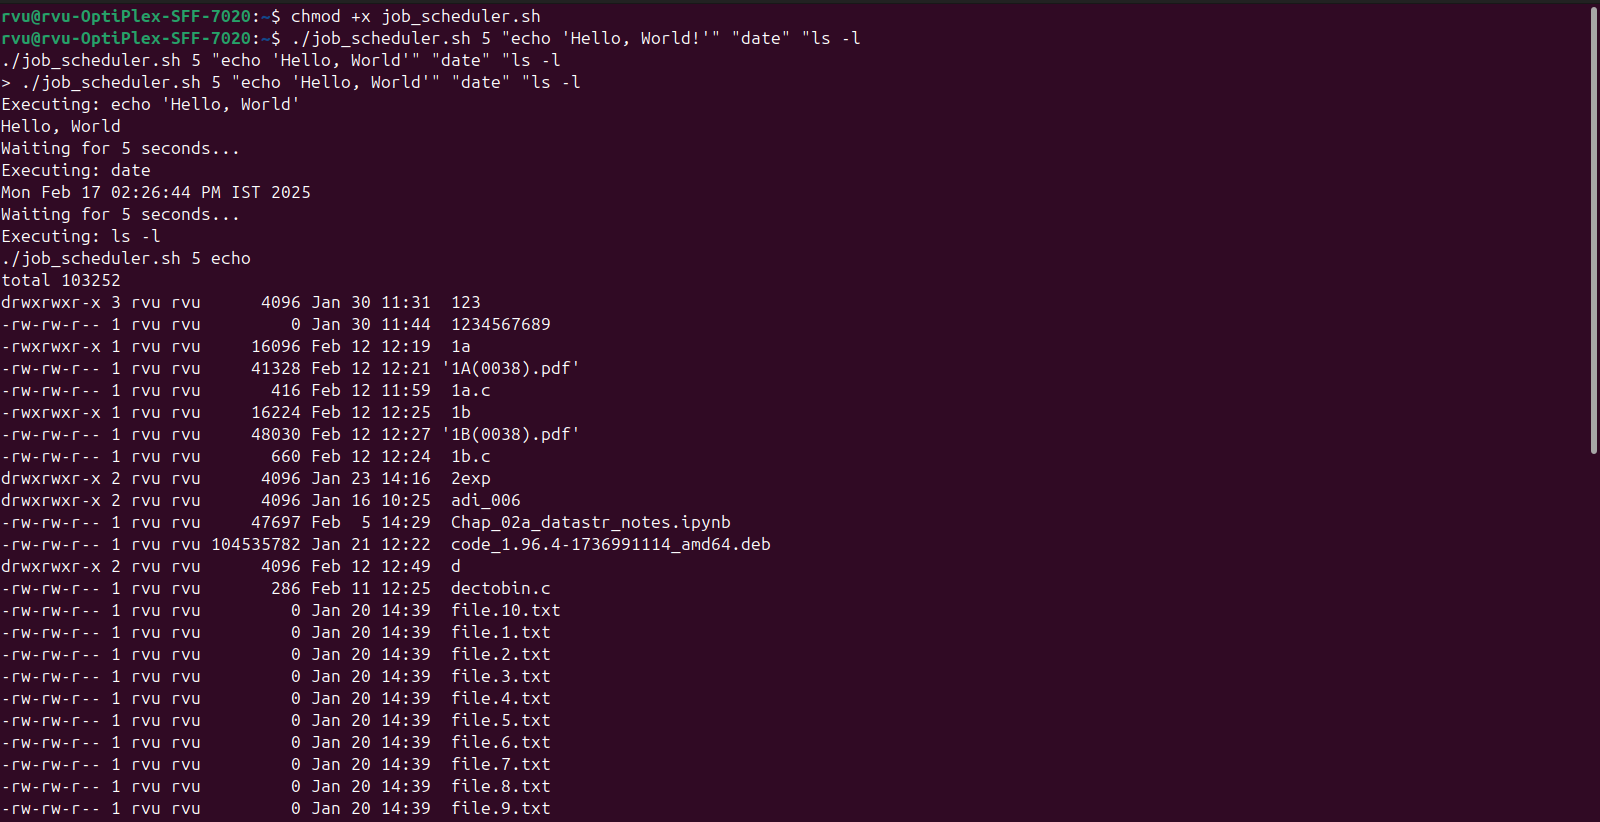 rvu@rvu-OptiPlex-SFF-7020:~$ chmod +x job_scheduler.sh
rvu@rvu-OptiPlex-SFF-7020:~$ ./job_scheduler.sh 5 "echo 'Hello, World!'" "date" "ls -l
./job_scheduler.sh 5 "echo 'Hello, World'" "date" "ls -l
> ./job_scheduler.sh 5 "echo 'Hello, World'" "date" "ls -l
Executing: echo 'Hello, World'
Hello, World
Waiting for 5 seconds...
Executing: date
Mon Feb 17 02:26:44 PM IST 2025
Waiting for 5 seconds...
Executing: ls -l
./job_scheduler.sh 5 echo
total 103252
drwxrwxr-x 3 rvu rvu      4096 Jan 30 11:31  123
-rw-rw-r-- 1 rvu rvu         0 Jan 30 11:44  1234567689
-rwxrwxr-x 1 rvu rvu     16096 Feb 12 12:19  1a
-rw-rw-r-- 1 rvu rvu     41328 Feb 12 12:21 '1A(0038).pdf'
-rw-rw-r-- 1 rvu rvu       416 Feb 12 11:59  1a.c
-rwxrwxr-x 1 rvu rvu     16224 Feb 12 12:25  1b
-rw-rw-r-- 1 rvu rvu     48030 Feb 12 12:27 '1B(0038).pdf'
-rw-rw-r-- 1 rvu rvu       660 Feb 12 12:24  1b.c
drwxrwxr-x 2 rvu rvu      4096 Jan 23 14:16  2exp
drwxrwxr-x 2 rvu rvu      4096 Jan 16 10:25  adi_006
-rw-rw-r-- 1 rvu rvu     47697 Feb  5 14:29  Chap_02a_datastr_notes.ipynb
-rw-rw-r-- 1 rvu rvu 104535782 Jan 21 12:22  code_1.96.4-1736991114_amd64.deb
drwxrwxr-x 2 rvu rvu      4096 Feb 12 12:49  d
-rw-rw-r-- 1 rvu rvu       286 Feb 11 12:25  dectobin.c
-rw-rw-r-- 1 rvu rvu         0 Jan 20 14:39  file.10.txt
-rw-rw-r-- 1 rvu rvu         0 Jan 20 14:39  file.1.txt
-rw-rw-r-- 1 rvu rvu         0 Jan 20 14:39  file.2.txt
-rw-rw-r-- 1 rvu rvu         0 Jan 20 14:39  file.3.txt
-rw-rw-r-- 1 rvu rvu         0 Jan 20 14:39  file.4.txt
-rw-rw-r-- 1 rvu rvu         0 Jan 20 14:39  file.5.txt
-rw-rw-r-- 1 rvu rvu         0 Jan 20 14:39  file.6.txt
-rw-rw-r-- 1 rvu rvu         0 Jan 20 14:39  file.7.txt
-rw-rw-r-- 1 rvu rvu         0 Jan 20 14:39  file.8.txt
-rw-rw-r-- 1 rvu rvu         0 Jan 20 14:39  file.9.txt